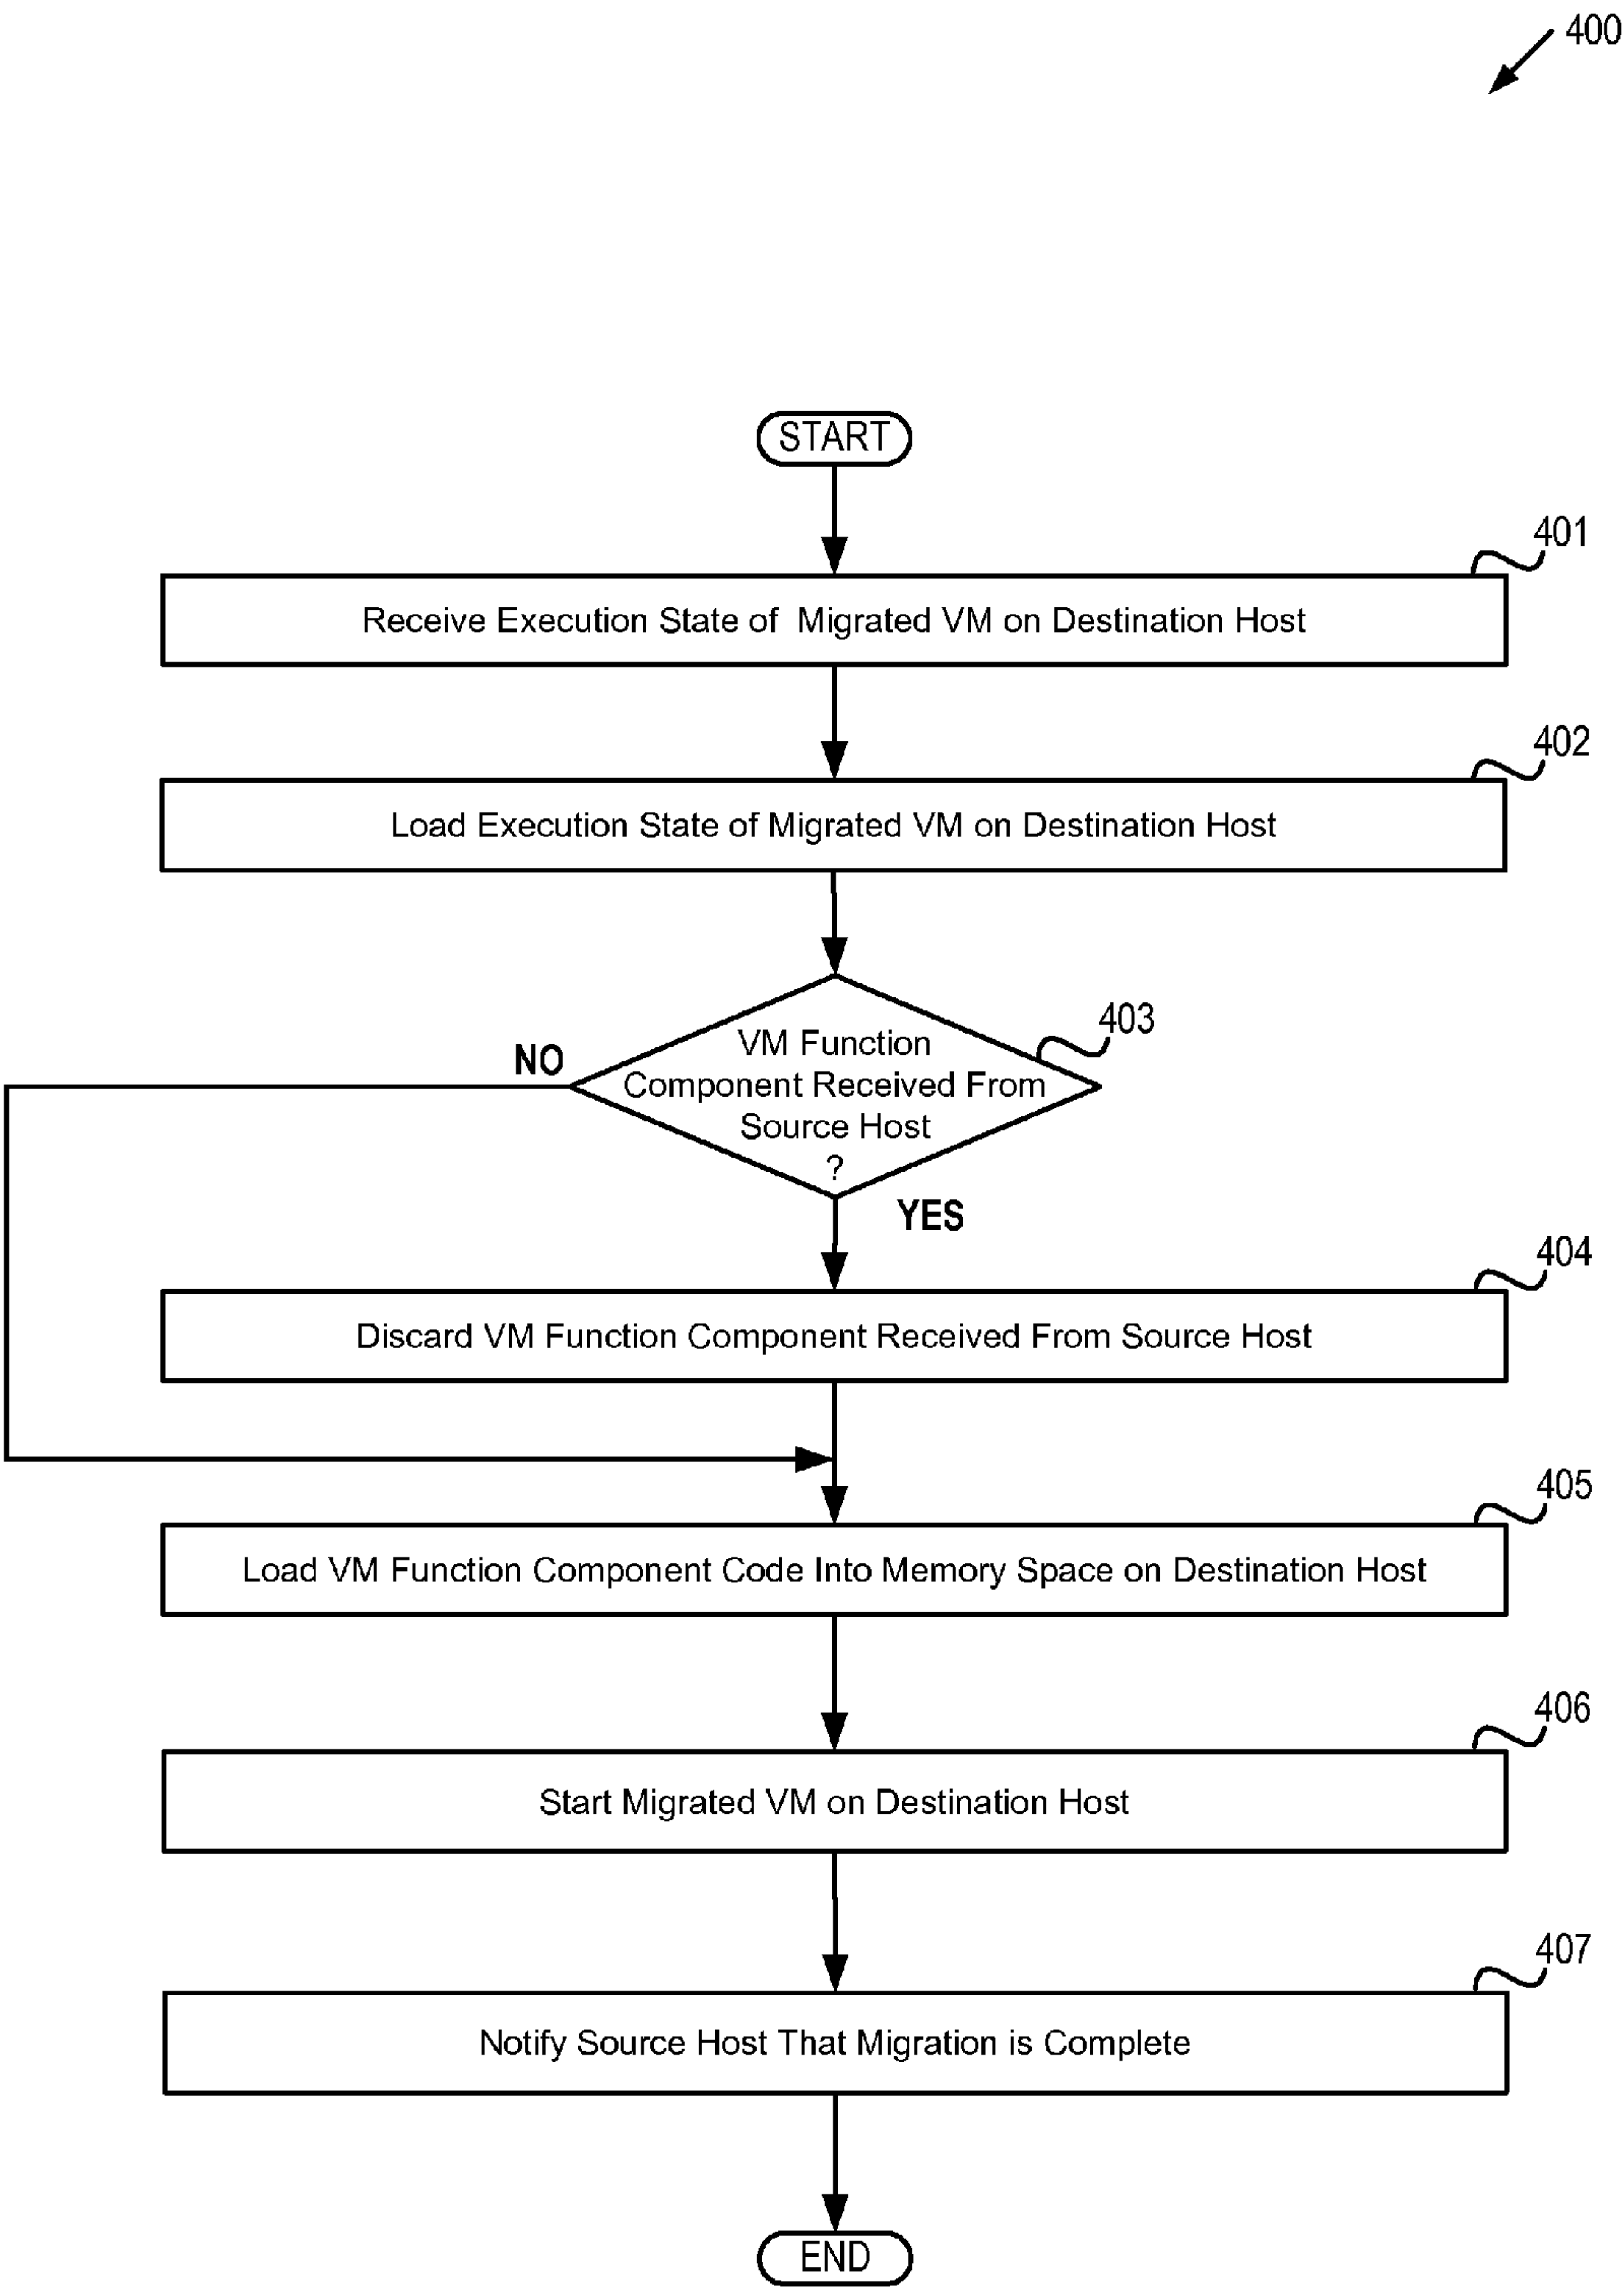 400
START
401
Receive Execution State of Migrated VM on Destination Host
402
Load Execution State of Migrated VM on Destination Host
403
NO
VM Function
Component Received From
Source Host
?
YES
404
Discard VM Function Component Received From Source Host
405
Load VM Function Component Code Into Memory Space on Destination Host
406
Start Migrated VM on Destination Host
407
Notify Source Host That Migration is Complete
END